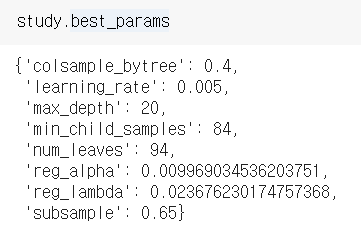 study.best_params
{'colsample_bytree': 0.4,
'learning_rate': 0.005,
'max_depth': 20,
'min_child_samples': 84,
'num_leaves': 94,
'reg_alpha': 0.009969034536203751,
'reg_lambda': 0.023676230174757368,
'subsample': 0.65}